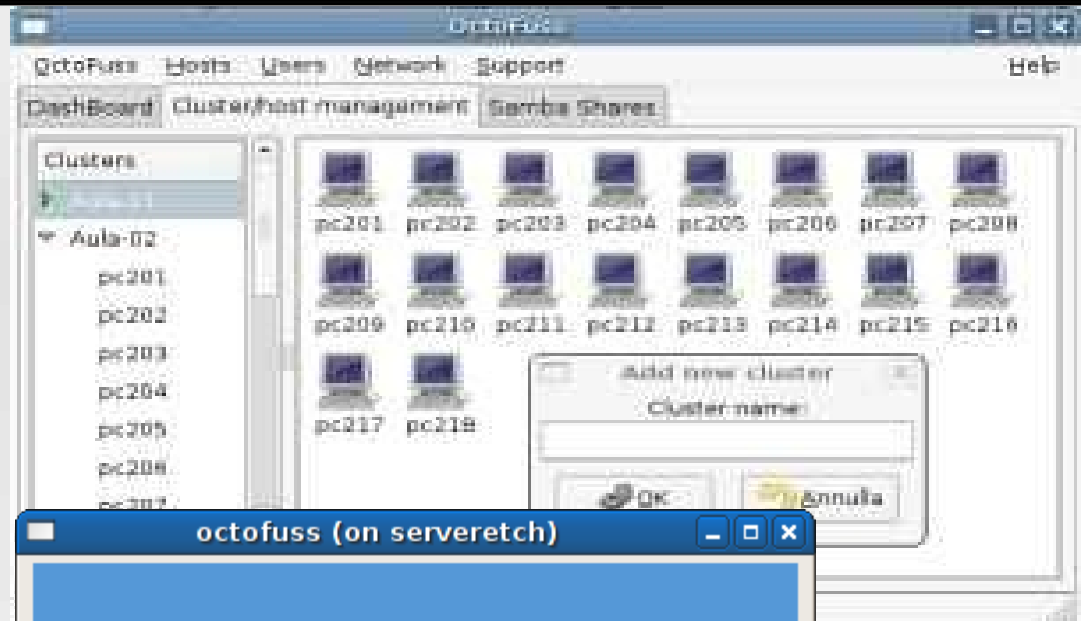 OctoFuss
OctoFuss Hosts Users Network Support Help
DashBoard Cluster/host management Samba Shares
Clusters
Aula-02
pc201
pc202
pc203
pc204
pc205
pc206
pc207
pc201 pc202 pc203 pc204 pc205 pc206 pc207 pc208
pc209 pc210 pc211 pc212 pc213 pc214 pc215 pc216
pc217 pc218
Add new cluster
Cluster name:
OK Annulla
octofuss (on serveretch)